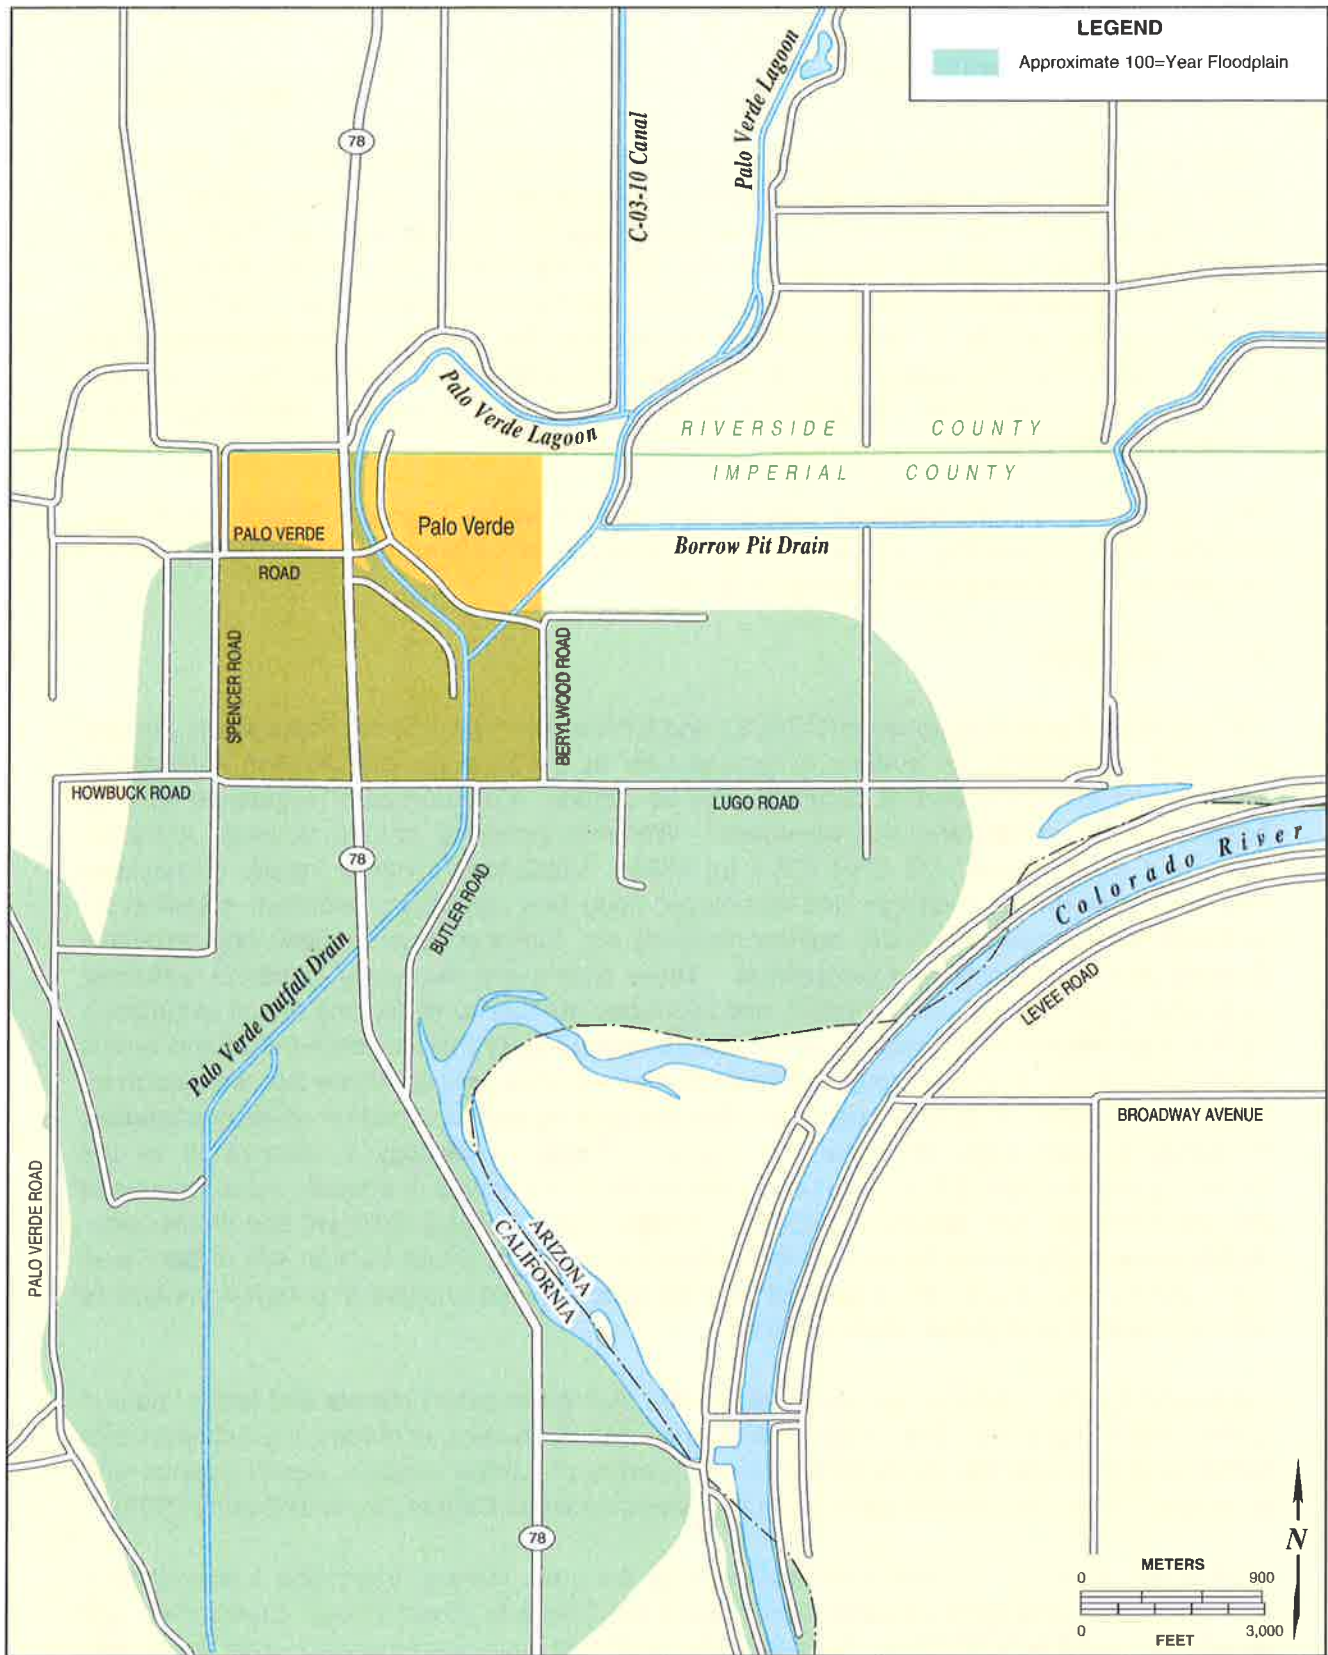 LEGEND
Approximate 100=Year Floodplain
Palo Verde Lagoon
78
C-03-10 Canal
Palo Verde Lagoon
RIVERSIDE COUNTY
IMPERIAL COUNTY
PALO VERDE
ROAD
Palo Verde
Borrow Pit Drain
SPENCER ROAD
BERYLWOOD ROAD
HOWBUCK ROAD
LUGO ROAD
Colorado River
78
BUTLER ROAD
Palo Verde Outfall Drain
LEVEE ROAD
BROADWAY AVENUE
PALO VERDE ROAD
ARIZONA
CALIFORNIA
78
N
METERS
0 900
0 3,000
FEET